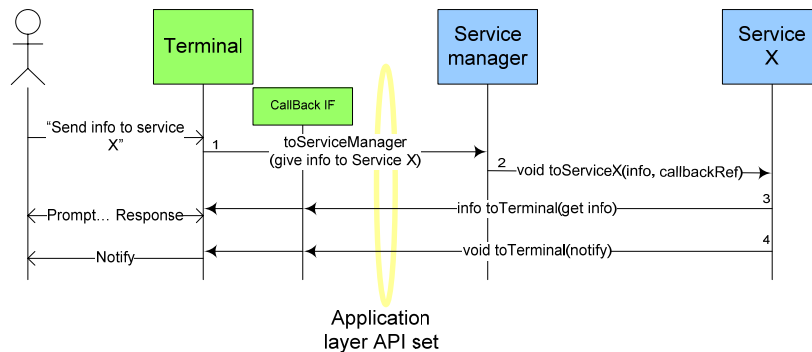 Terminal
Service
manager
Service
X
CallBack IF
“Send info to service
X”
1
toServiceManager
(give info to Service X)
2
void toServiceX(info, callbackRef)
Prompt… Response
info toTerminal(get info)
3
Notify
void toTerminal(notify)
4
Application
layer API set